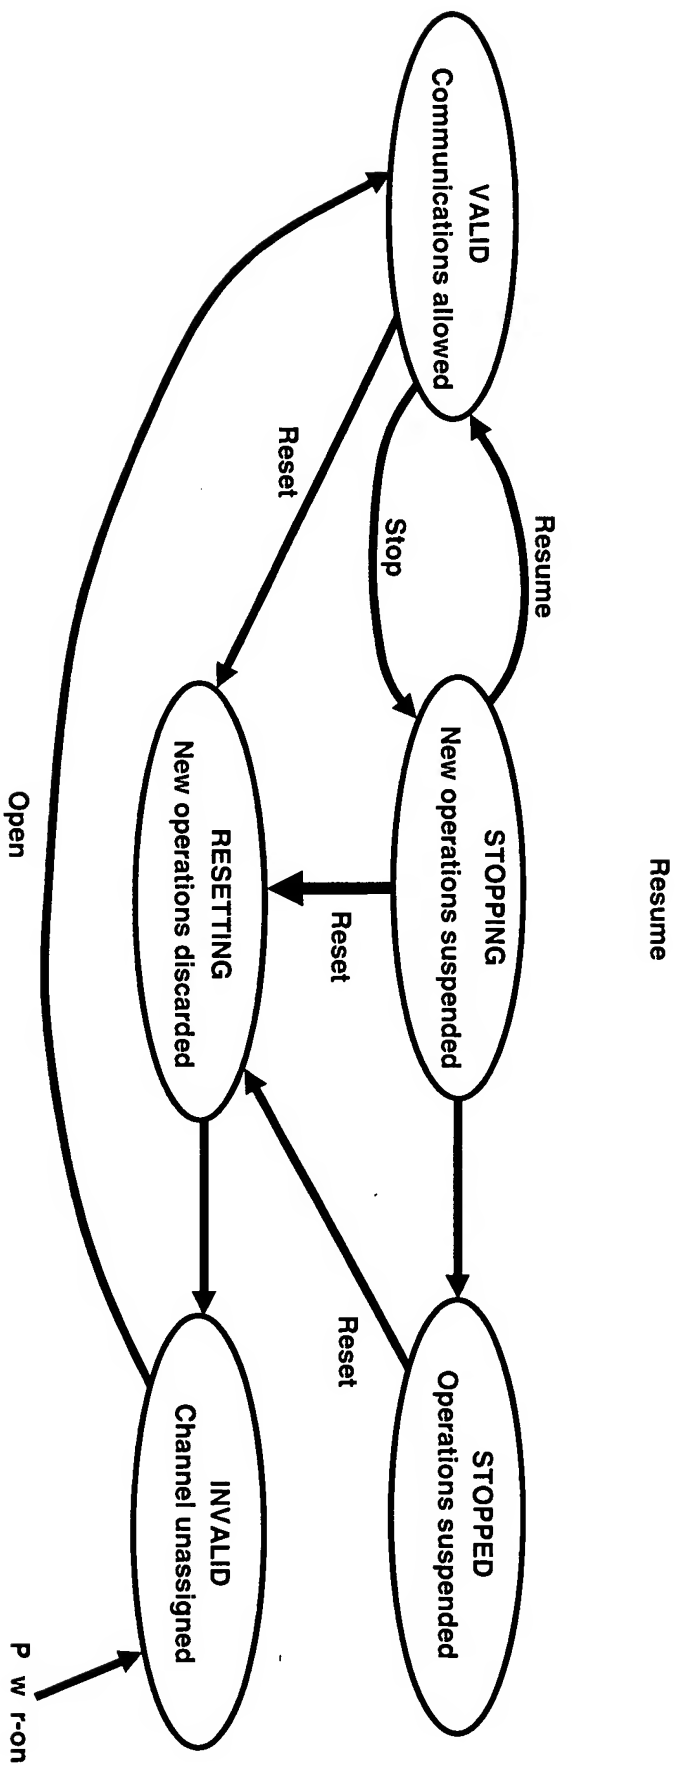 Resume
Resume
VALID
Communications allowed
STOPPING
New operations suspended
STOPPED
Operations suspended
Stop
Reset
Reset
Reset
RESETTING
New operations discarded
INVALID
Channel unassigned
Open
P w r-on